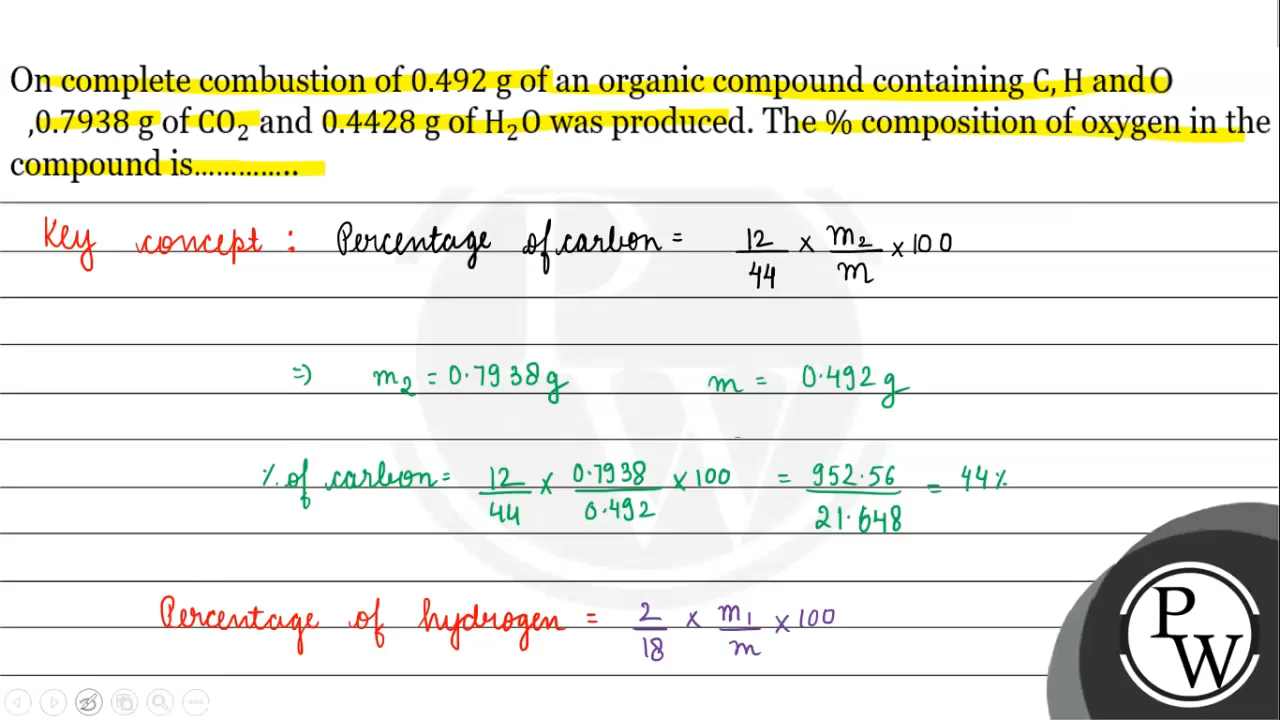 On complete combustion of 0.492 g of an organic compound containing C, H and O
,0.7938 g of CO₂ and 0.4428 g of H₂O was produced. The % composition of oxygen in the
compound is…………..
Key concept : Percentage of carbon = 12/44 × m₂/m × 100
⇒) m₂ = 0.7938 g m = 0.492 g
% of carbon = 12/44 × 0.7938/0.492 × 100 = 952.56/21.648 = 44%
Percentage of hydrogen = 2/18 × m₁/m × 100
P
W